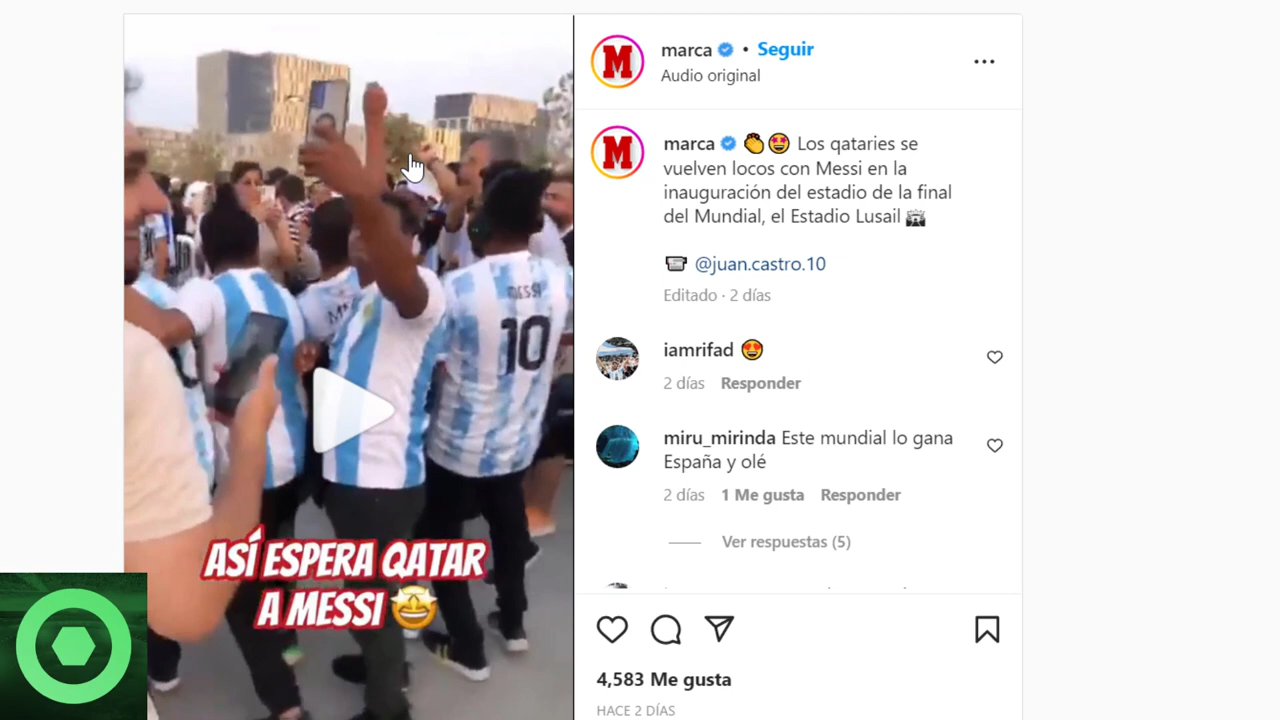 marca • Seguir
Audio original
marca 👏🤩 Los qataries se
vuelven locos con Messi en la
inauguración del estadio de la final
del Mundial, el Estadio Lusail 🏟
📹 @juan.castro.10
Editado · 2 días
iamrifad 😍
2 días Responder
miru_mirinda Este mundial lo gana
España y olé
2 días 1 Me gusta Responder
Ver respuestas (5)
4,583 Me gusta
HACE 2 DÍAS
M
M
MESSI
10
10
ASÍ ESPERA QATAR
A MESSI 🤩